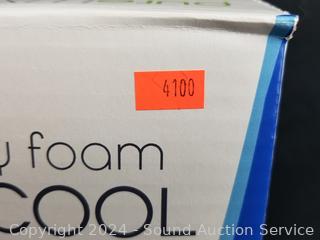 4100
y foam
COOL
Copyright 2024 - Sound Auction Service